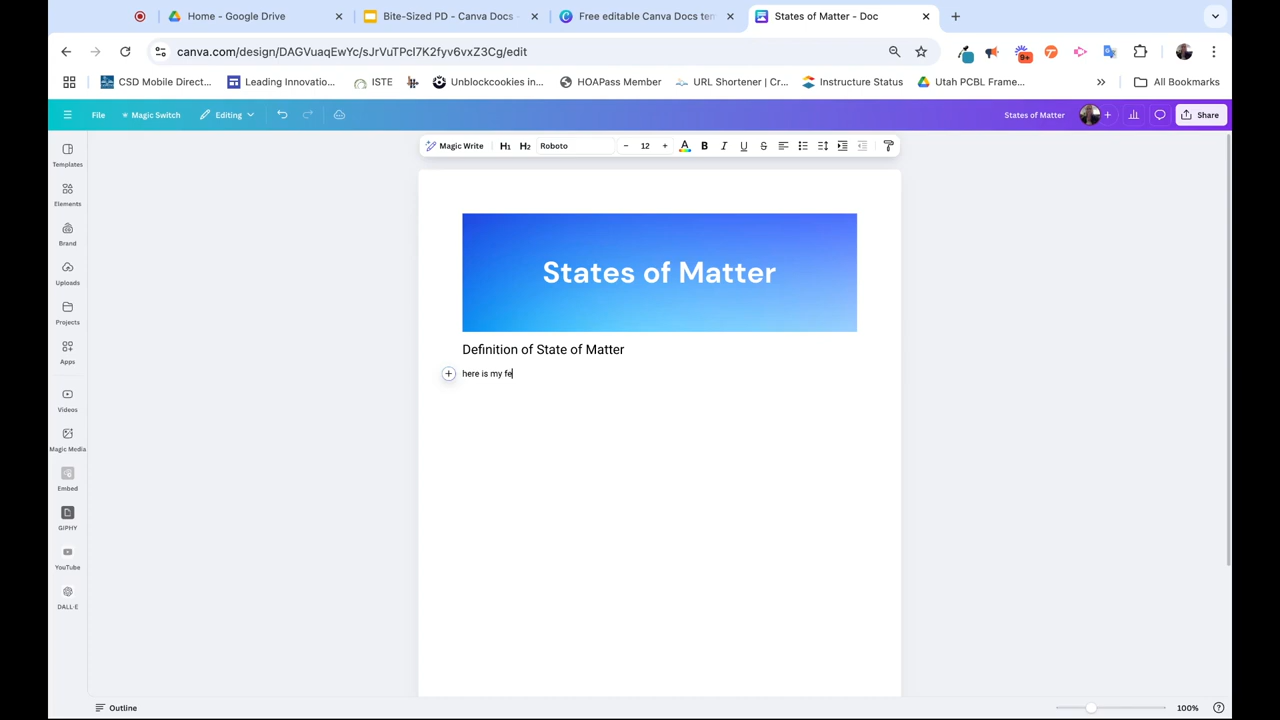 Home - Google Drive
Bite-Sized PD - Canva Docs -
Free editable Canva Docs tem
States of Matter - Doc
canva.com/design/DAGVuaqEwYc/sJrVuTPcI7K2fyv6vxZ3Cg/edit
9+
CSD Mobile Direct...
Leading Innovatio...
ISTE
Unblocktories in...
HOAPass Member
URL Shortener | Cr...
Instructure Status
Utah PCBL Frame...
All Bookmarks
File
Magic Switch
Editing
States of Matter
Share
Magic Write
H1
H2
Roboto
12
Templates
Elements
Brand
Uploads
Projects
Apps
Videos
Magic Media
Embed
GIPHY
YouTube
DALL·E
States of Matter
Definition of State of Matter
here is my fe
Outline
100%